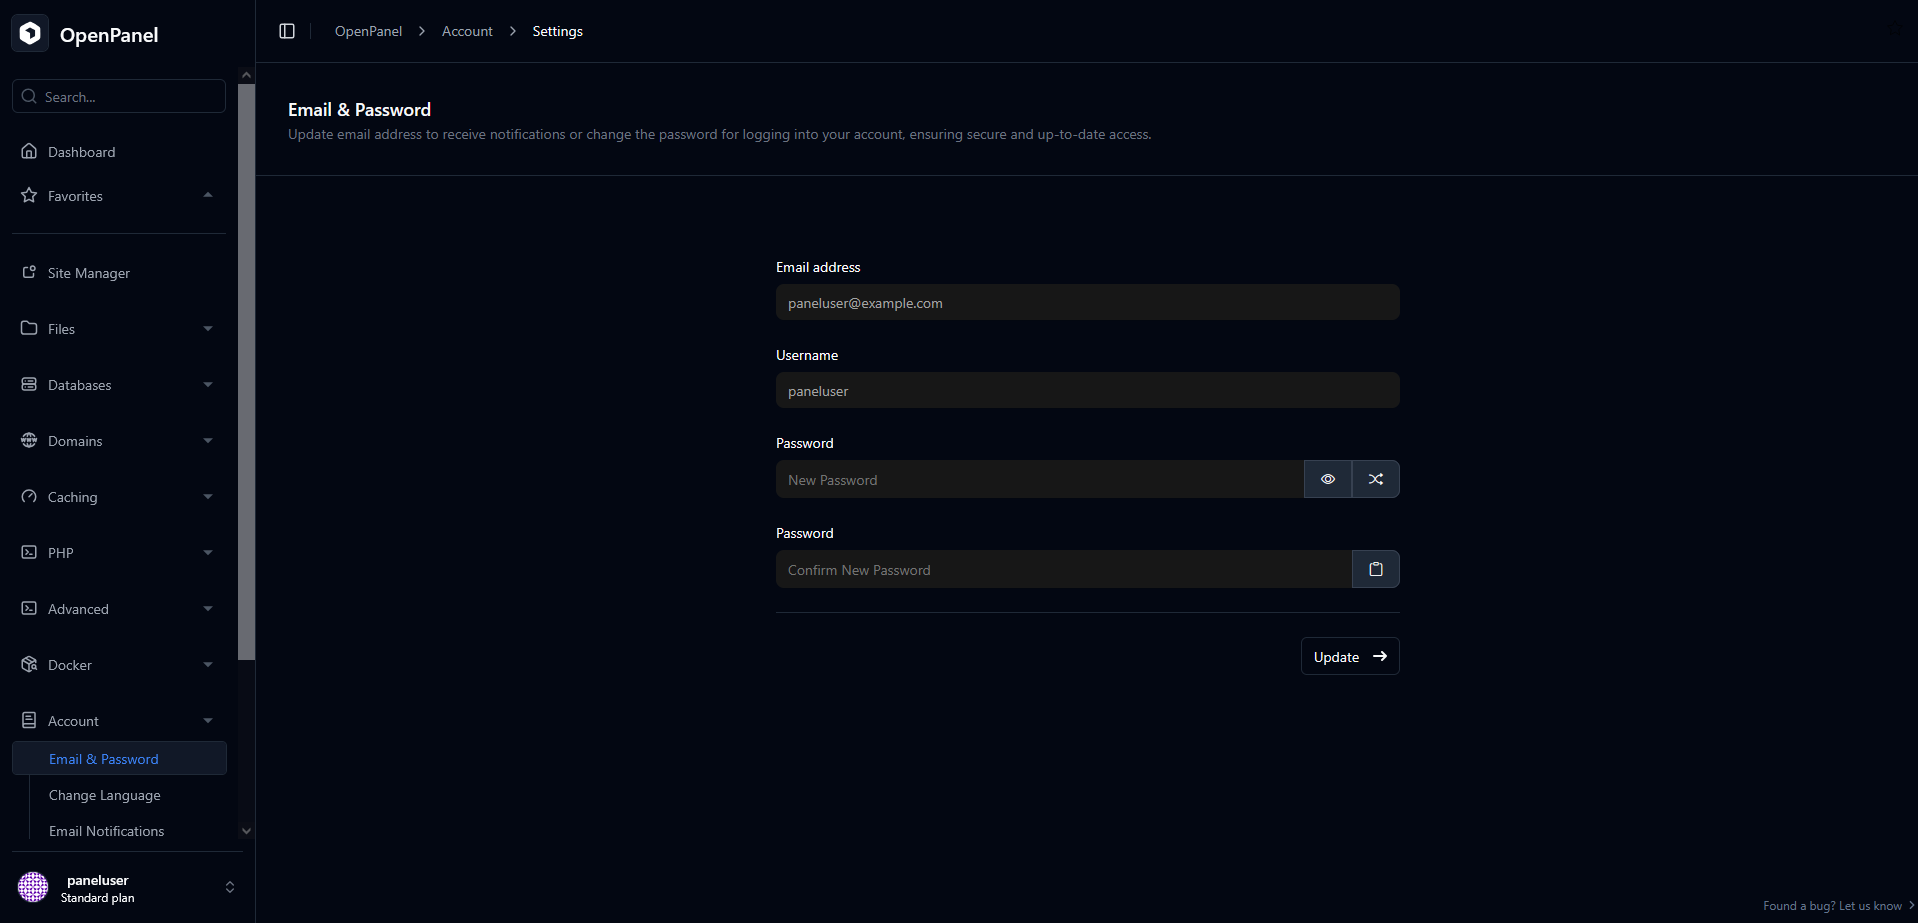 OpenPanel
Search...
Dashboard
Favorites
Site Manager
Files
Databases
Domains
Caching
PHP
Advanced
Docker
Account
Email & Password
Change Language
Email Notifications
paneluser
Standard plan
OpenPanel > Account > Settings
Email & Password
Update email address to receive notifications or change the password for logging into your account, ensuring secure and up-to-date access.
Email address
paneluser@example.com
Username
paneluser
Password
New Password
Password
Confirm New Password
Update
Found a bug? Let us know